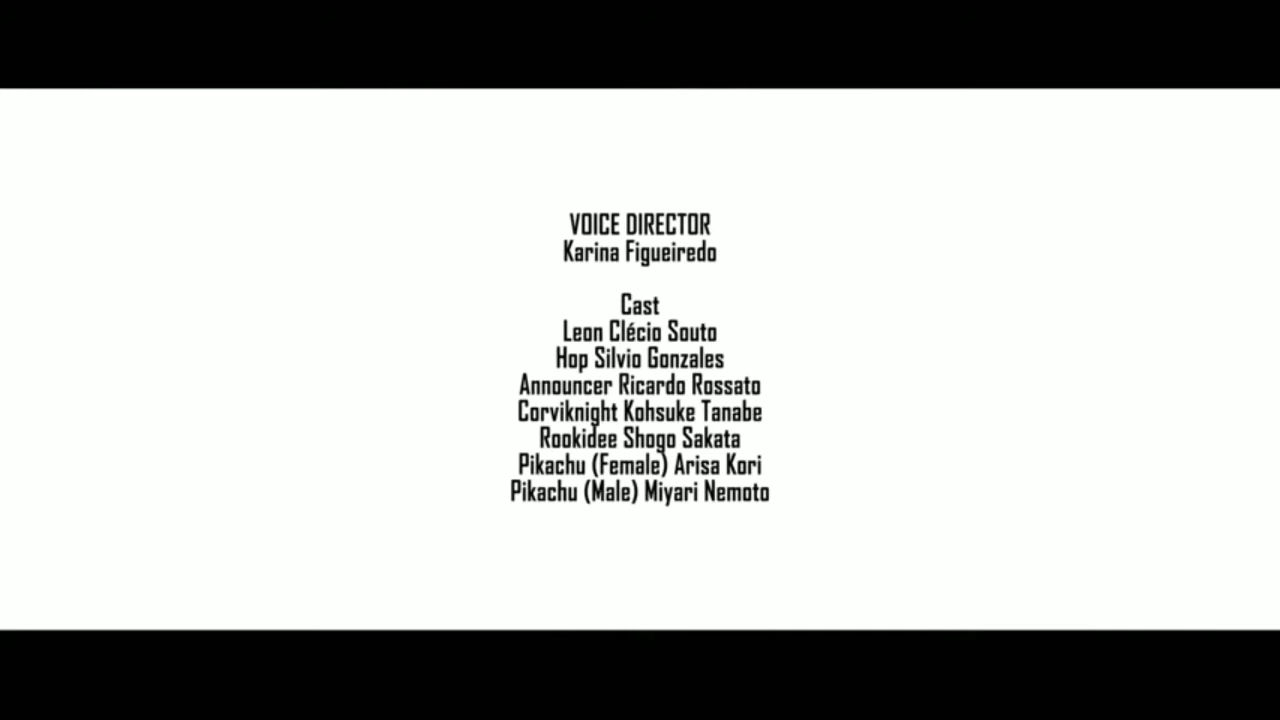 VOICE DIRECTOR
Karina Figueiredo
Cast
Leon Clécio Souto
Hop Silvio Gonzales
Announcer Ricardo Rossato
Corviknight Kohsuke Tanabe
Rookidee Shogo Sakata
Pikachu (Female) Arisa Kori
Pikachu (Male) Miyari Nemoto